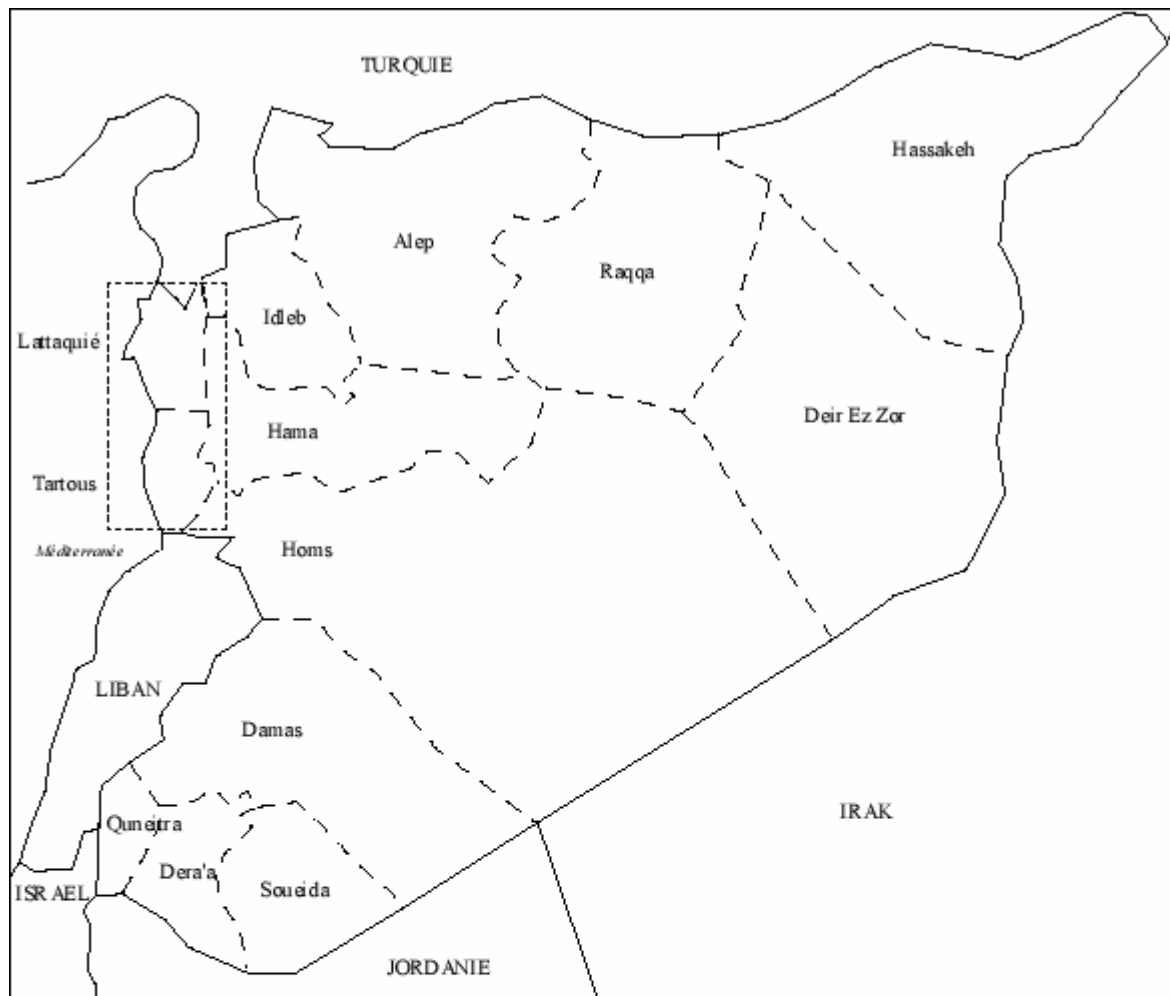 TURQUIE
Hassakeh
Alep
Raqqa
Idleb
Lattaquié
Deir Ez Zor
Hama
Tartous
Méditerranée
Homs
LIBAN
Damas
IRAK
Quneitra
Dera'a
Soueida
ISRAEL
JORDANIE